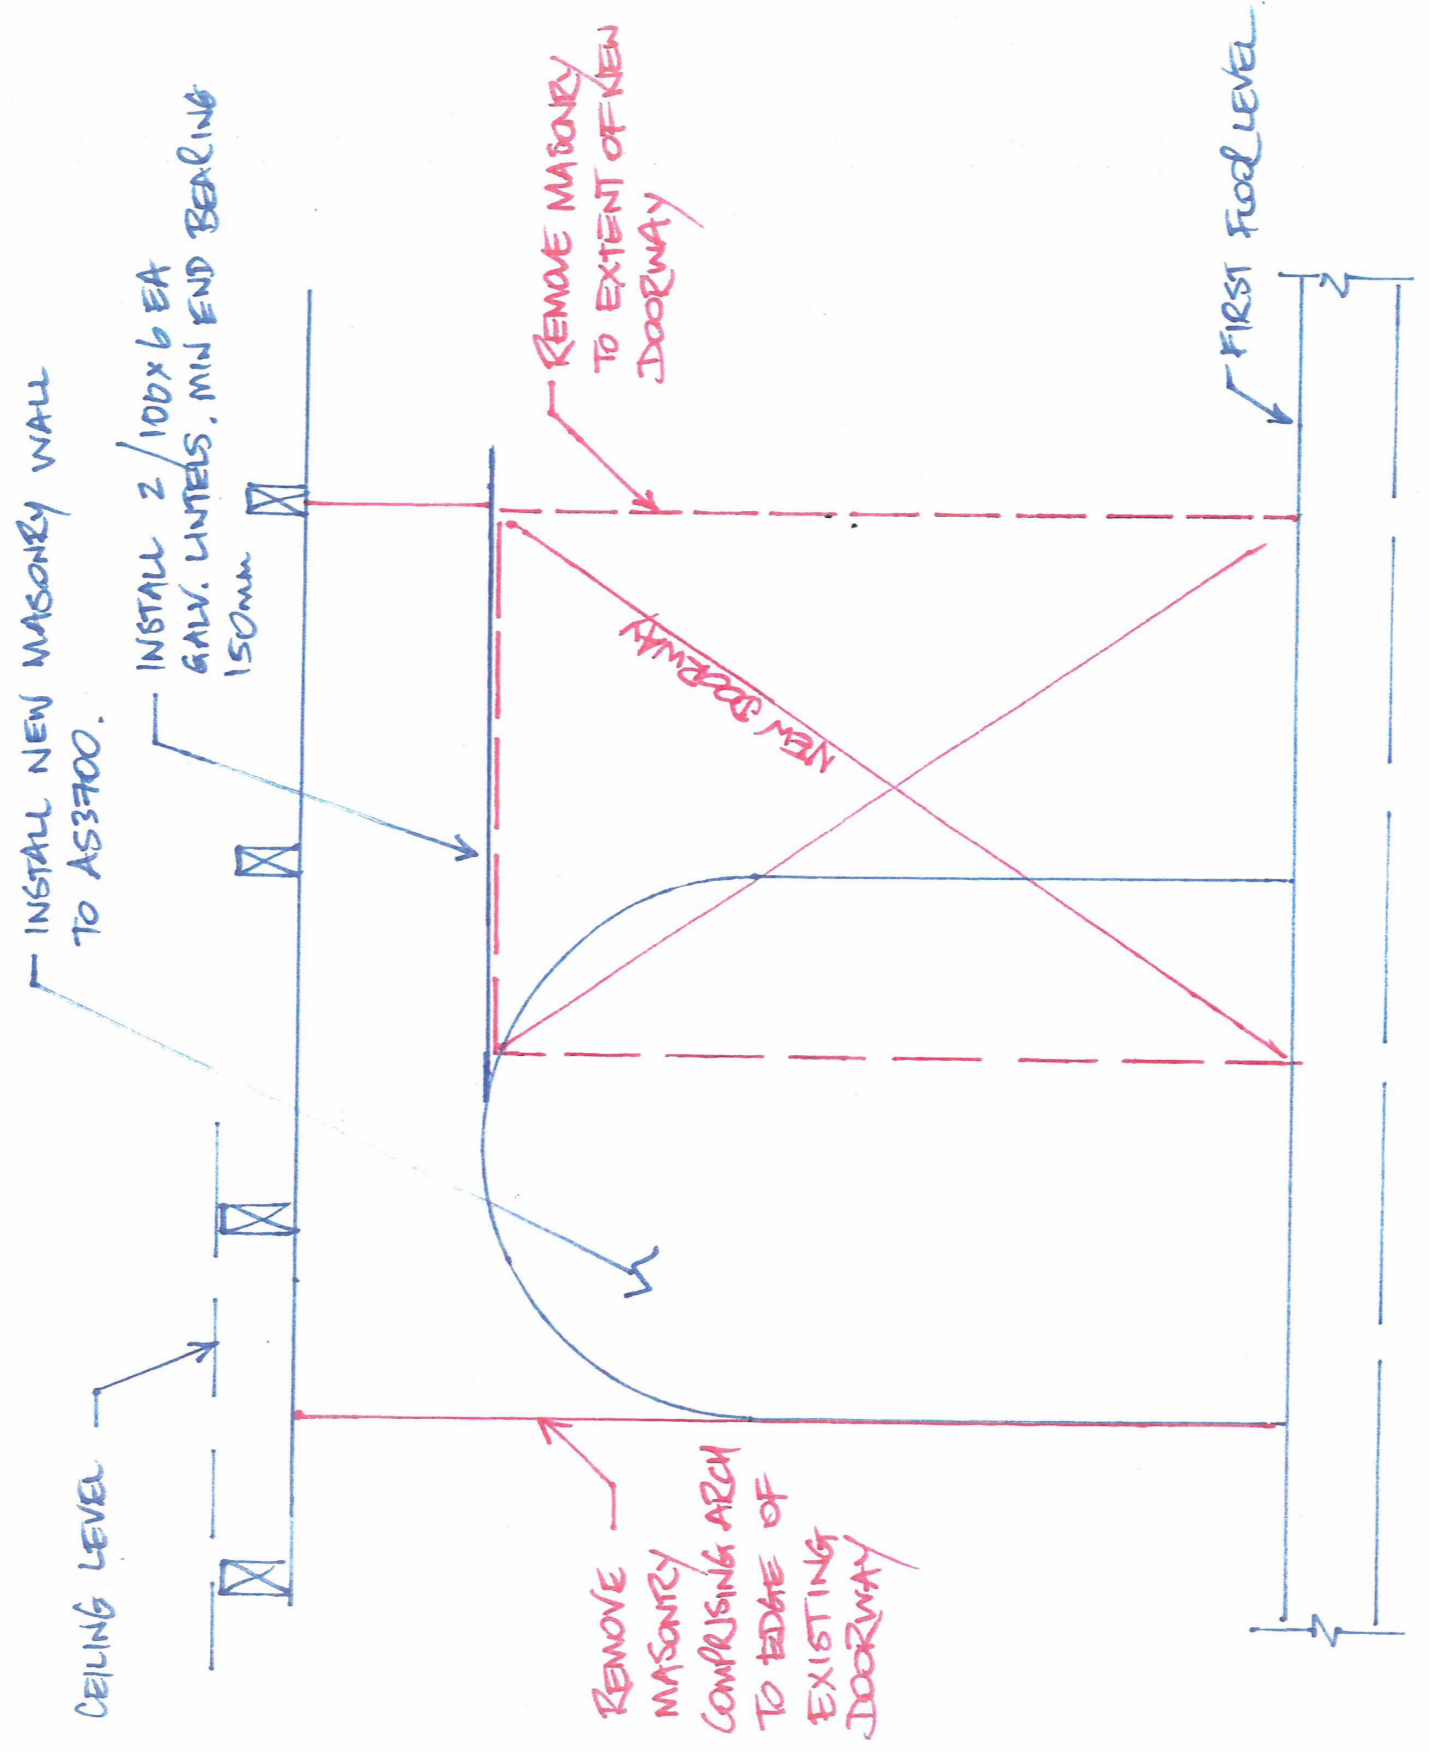 INSTALL NEW MASONRY WALL
TO AS3700.
INSTALL 2/100x6 EA
GALV. LINTELS, MIN END BEARING
150mm
CEILING LEVEL
REMOVE MASONRY
TO EXTENT OF NEW
DOORWAY
NEW DOORWAY
REMOVE
MASONRY
COMPRISING ARCH
TO EDGE OF
EXISTING
DOORWAY
FIRST FLOOR LEVEL